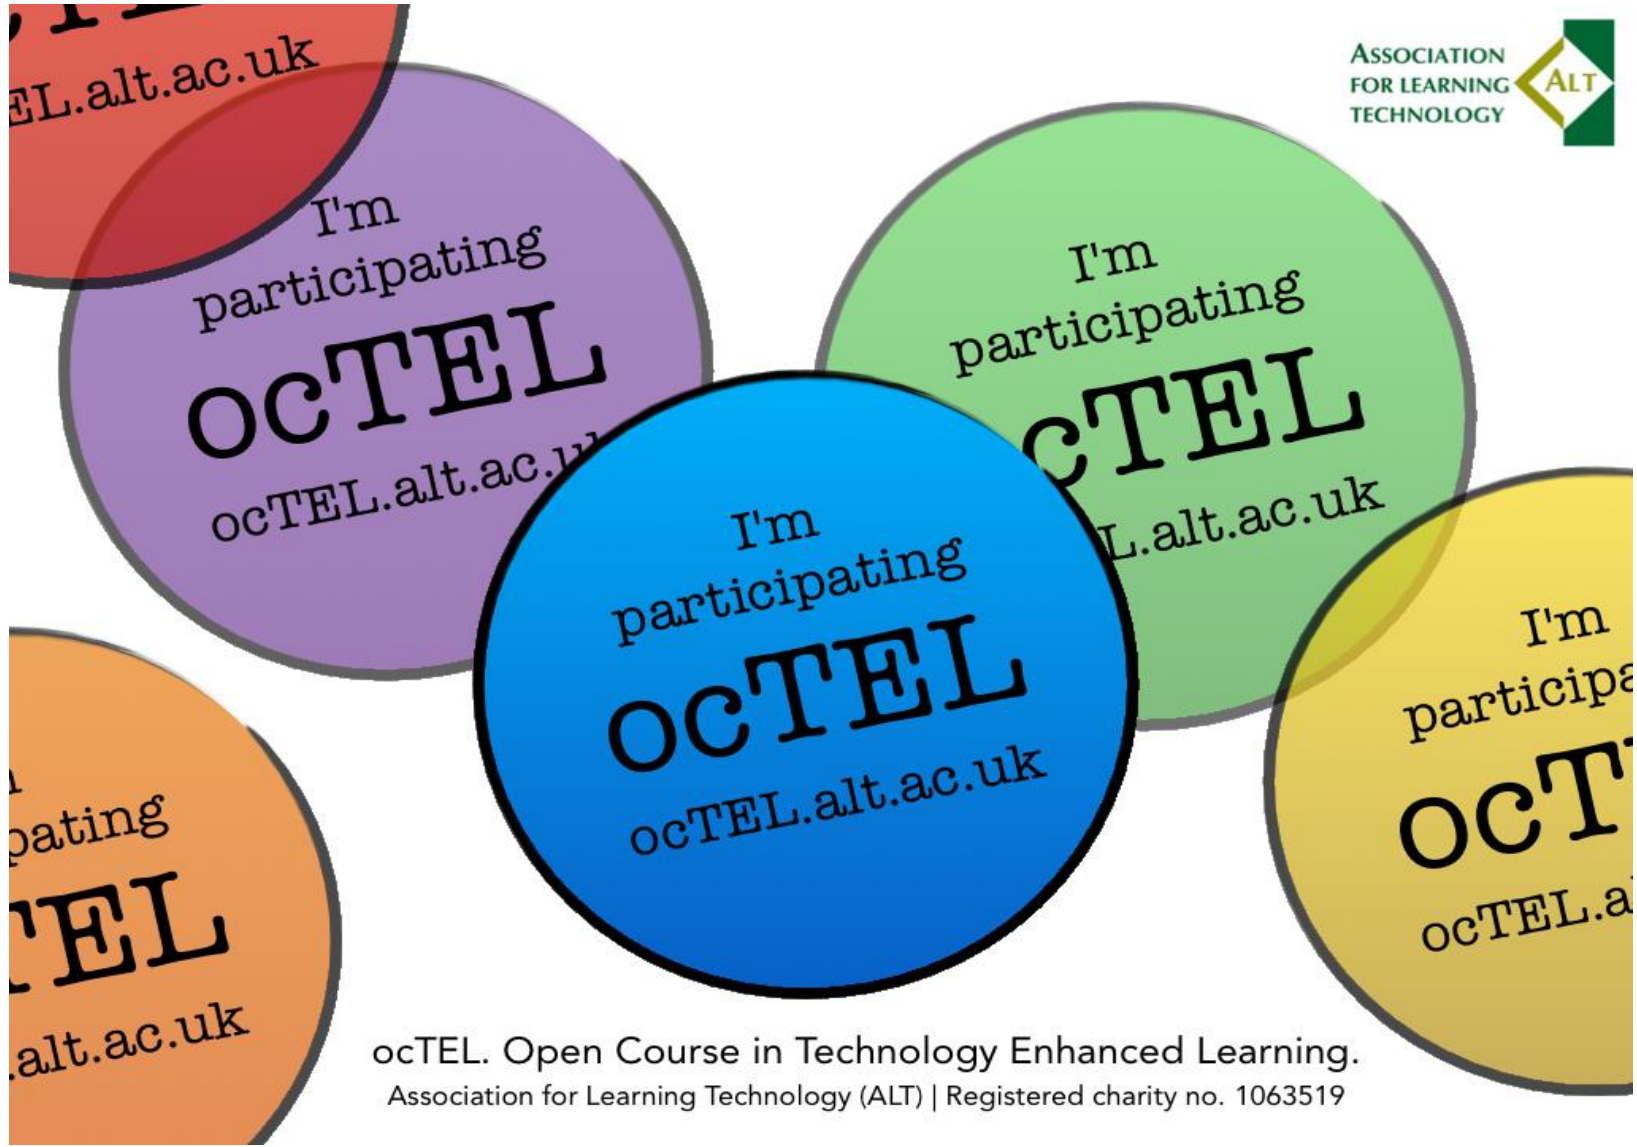 EL.alt.ac.uk
ASSOCIATION
FOR LEARNING
TECHNOLOGY
ALT
I'm
participating
ocTEL
ocTEL.alt.ac.u
I'm
participating
cTEL
L.alt.ac.uk
I'm
participating
ocTEL
ocTEL.alt.ac.uk
I'm
participa
ocT
ocTEL.al
pating
TEL
.alt.ac.uk
ocTEL. Open Course in Technology Enhanced Learning.
Association for Learning Technology (ALT) | Registered charity no. 1063519